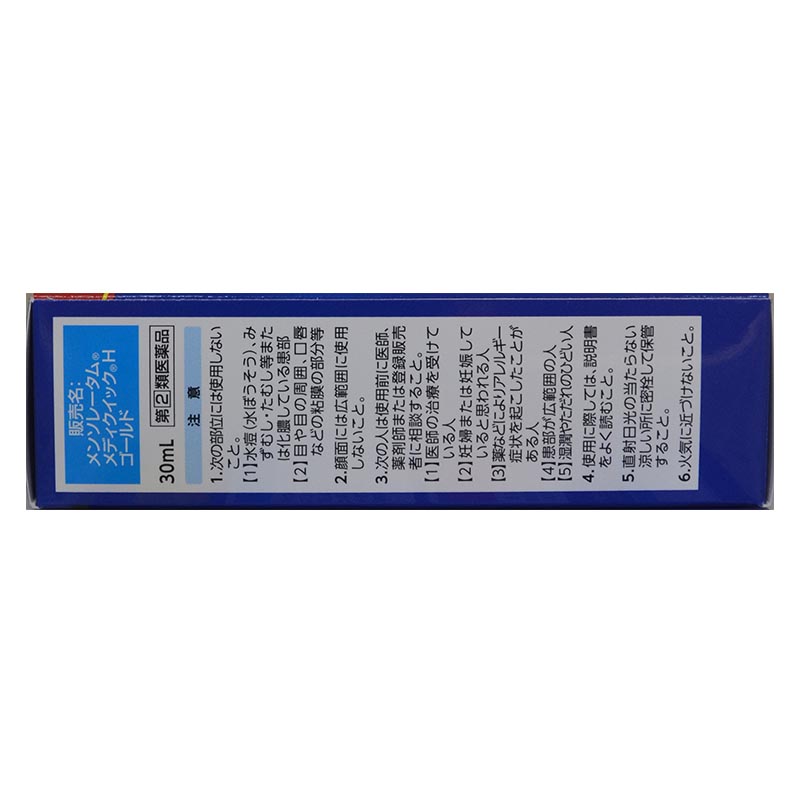 販売名:
メンソレータム®
メディクイック®H
ゴールド
30mL 第②類医薬品
注意
1.次の部位には使用しない
こと。
【1】水痘(水ぼうそう)、み
ずむし・たむし等また
は化膿している患部
【2】目や目の周囲、口唇
などの粘膜の部分等
2.顔面には広範囲に使用
しないこと。
3.次の人は使用前に医師、
薬剤師または登録販売
者に相談すること。
【1】医師の治療を受けて
いる人
【2】妊婦または妊娠して
いると思われる人
【3】薬などによりアレルギー
症状を起こしたことが
ある人
【4】患部が広範囲の人
【5】湿潤やただれのひどい人
4.使用に際しては、説明書
をよく読むこと。
5.直射日光の当たらない
涼しい所に密栓して保管
すること。
6.火気に近づけないこと。